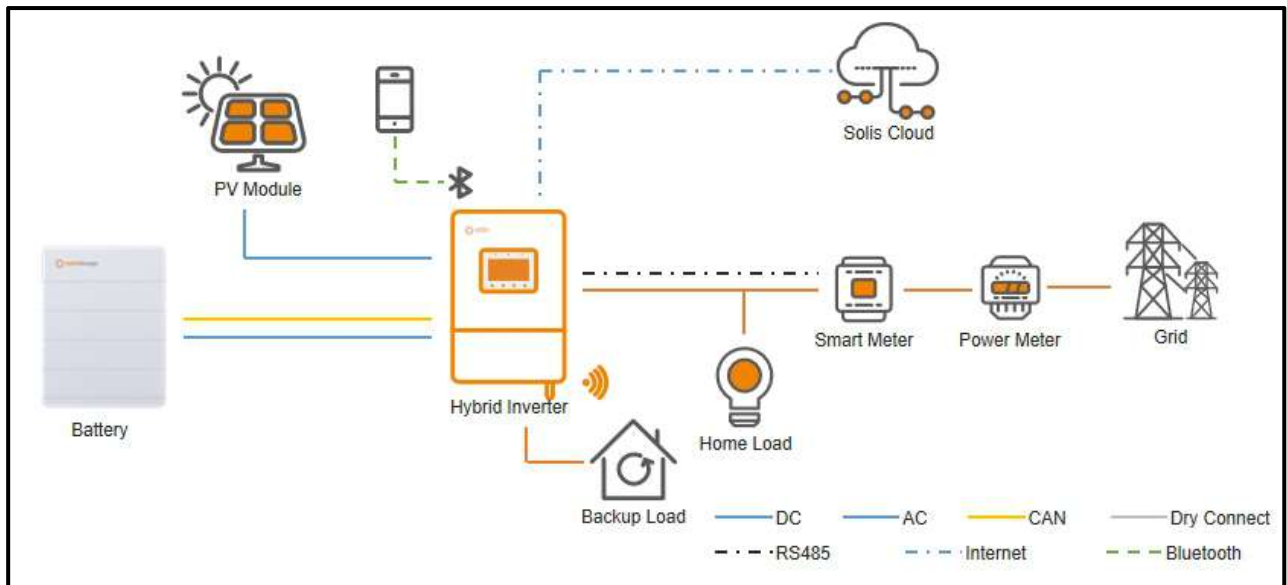 Solis Cloud
PV Module
Smart Meter
Power Meter
Grid
Hybrid Inverter
Battery
Home Load
Backup Load
DC
AC
CAN
Dry Connect
RS485
Internet
Bluetooth